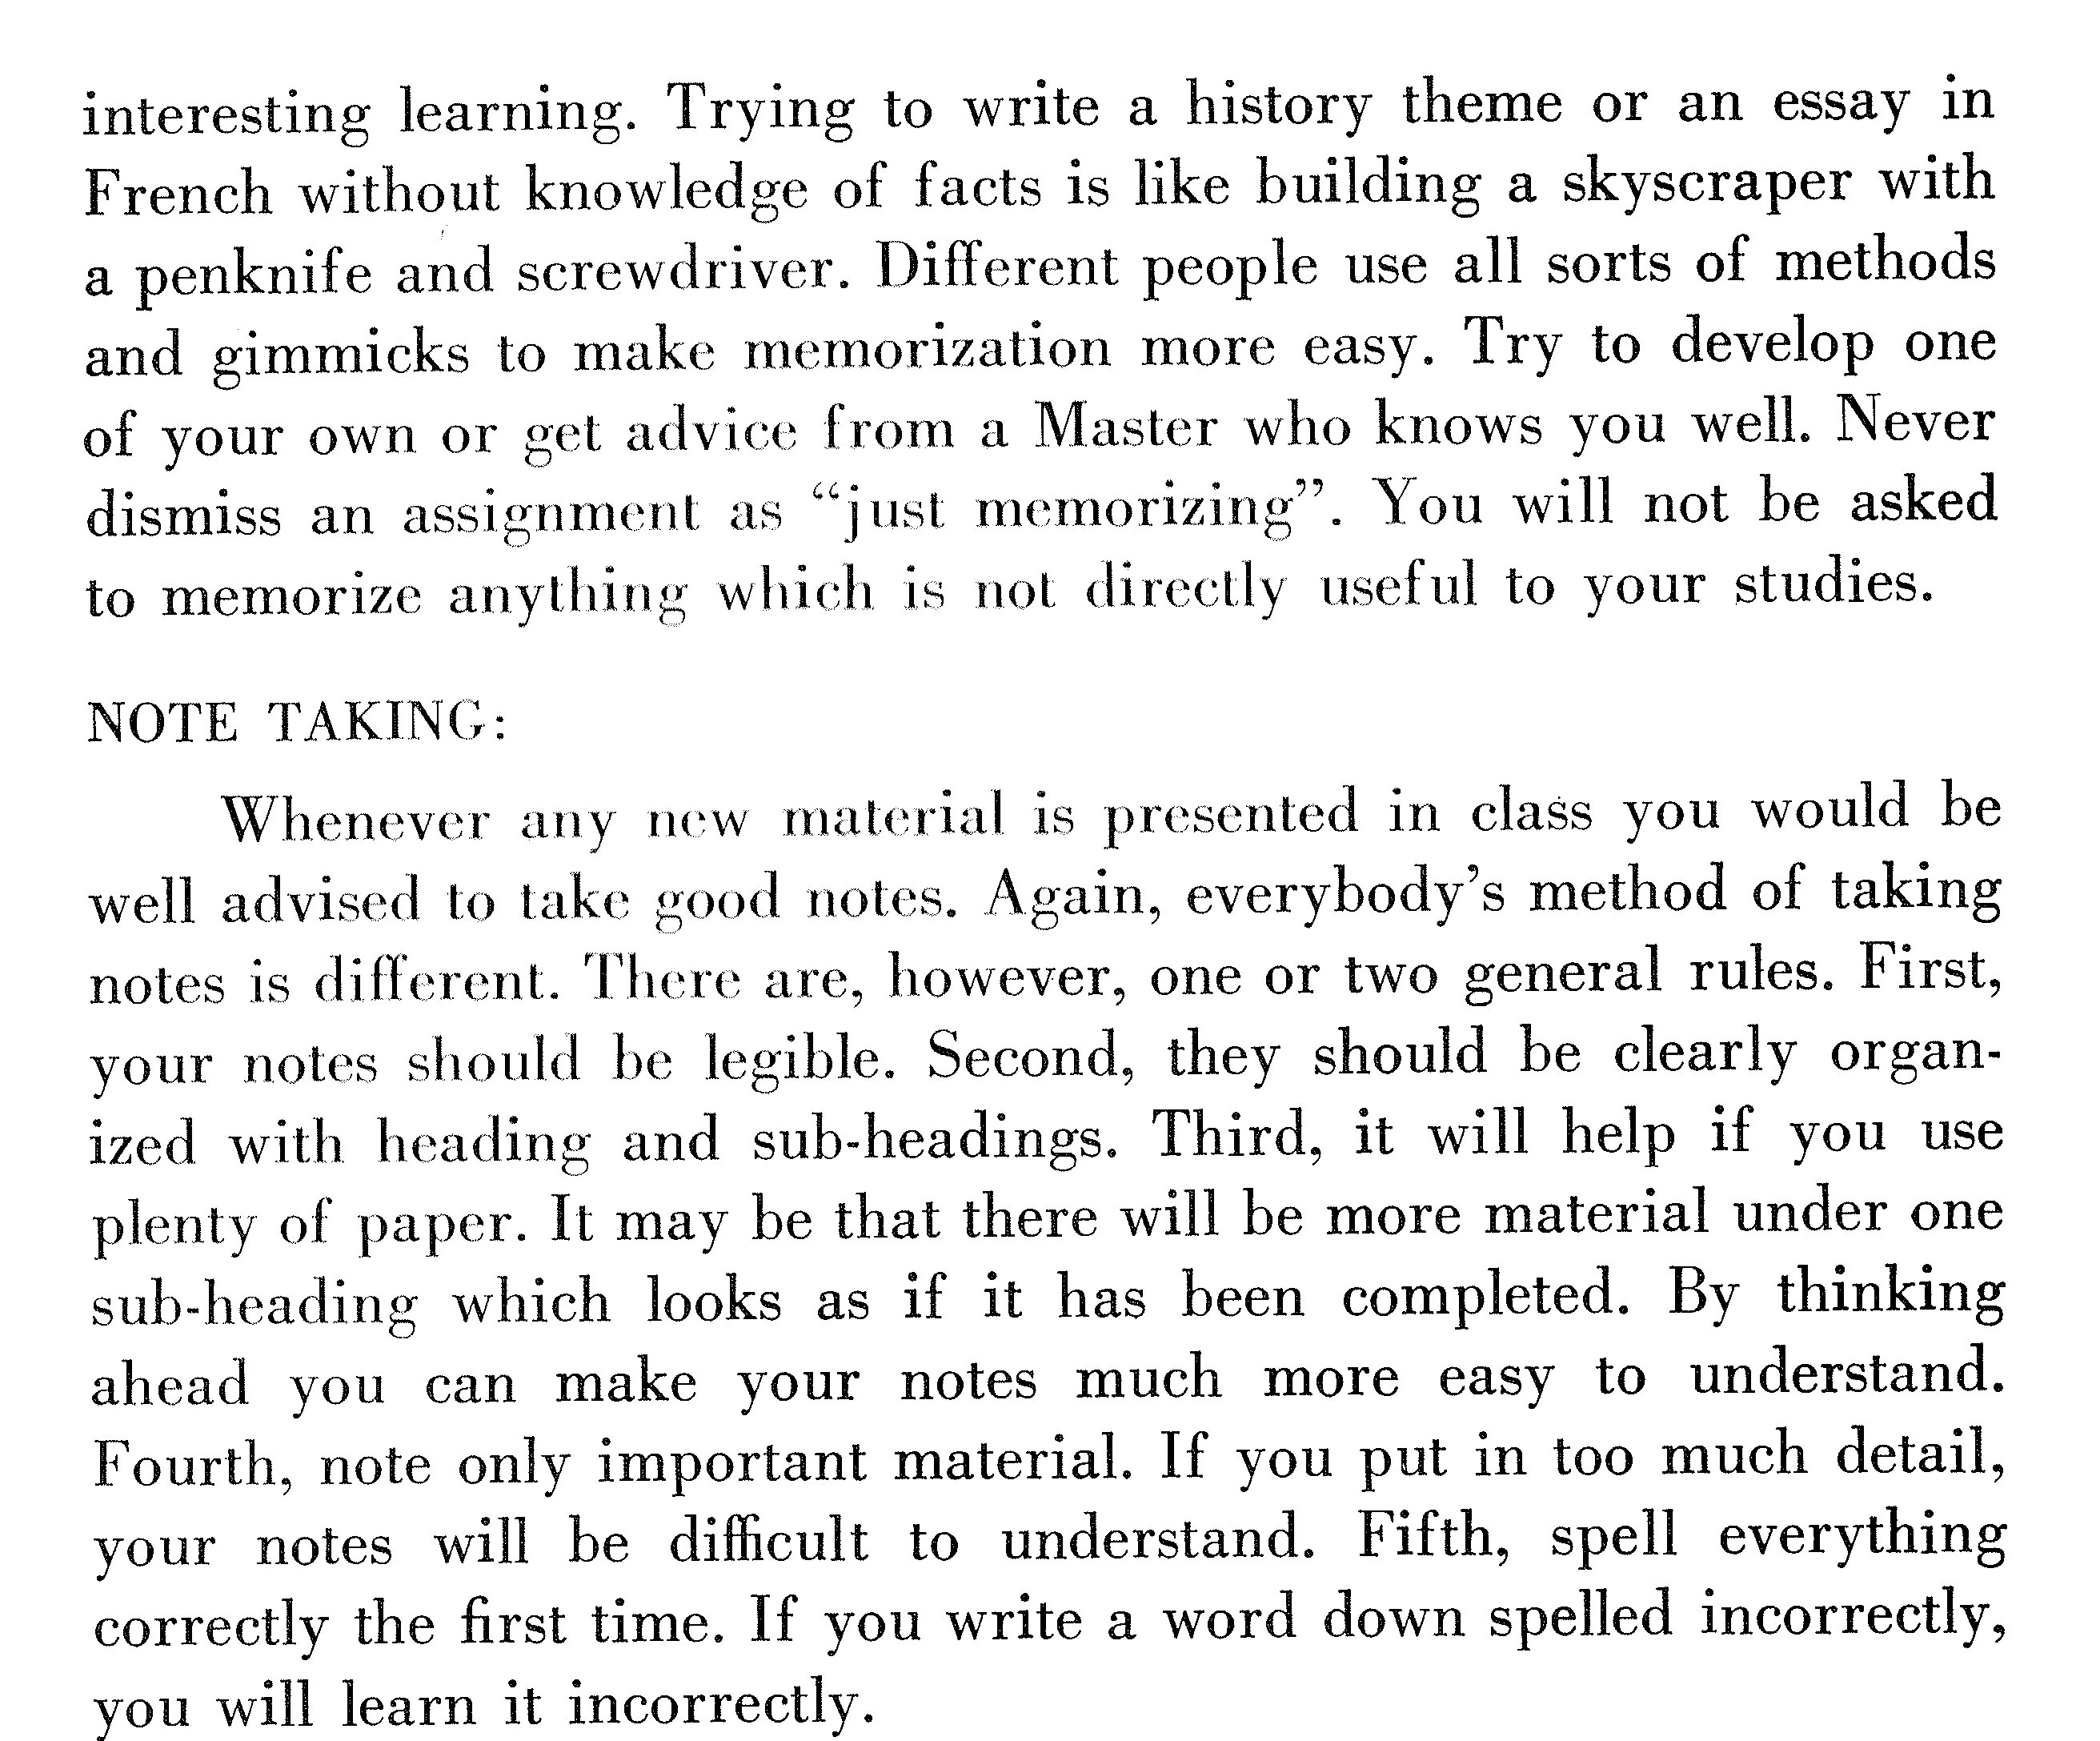 interesting learning. Trying to write a history theme or an essay in
French without knowledge of facts is like building a skyscraper with
a penknife and screwdriver. Different people use all sorts of methods
and gimmicks to make memorization more easy. Try to develop one
of your own or get advice from a Master who knows you well. Never
dismiss an assignment as “just memorizing”. You will not be asked
to memorize anything which is not directly useful to your studies.
NOTE TAKING:
Whenever any new material is presented in class you would be
well advised to take good notes. Again, everybody’s method of taking
notes is different. There are, however, one or two general rules. First,
your notes should be legible. Second, they should be clearly organ-
ized with heading and sub-headings. Third, it will help if you use
plenty of paper. It may be that there will be more material under one
sub-heading which looks as if it has been completed. By thinking
ahead you can make your notes much more easy to understand.
Fourth, note only important material. If you put in too much detail,
your notes will be difficult to understand. Fifth, spell everything
correctly the first time. If you write a word down spelled incorrectly,
you will learn it incorrectly.